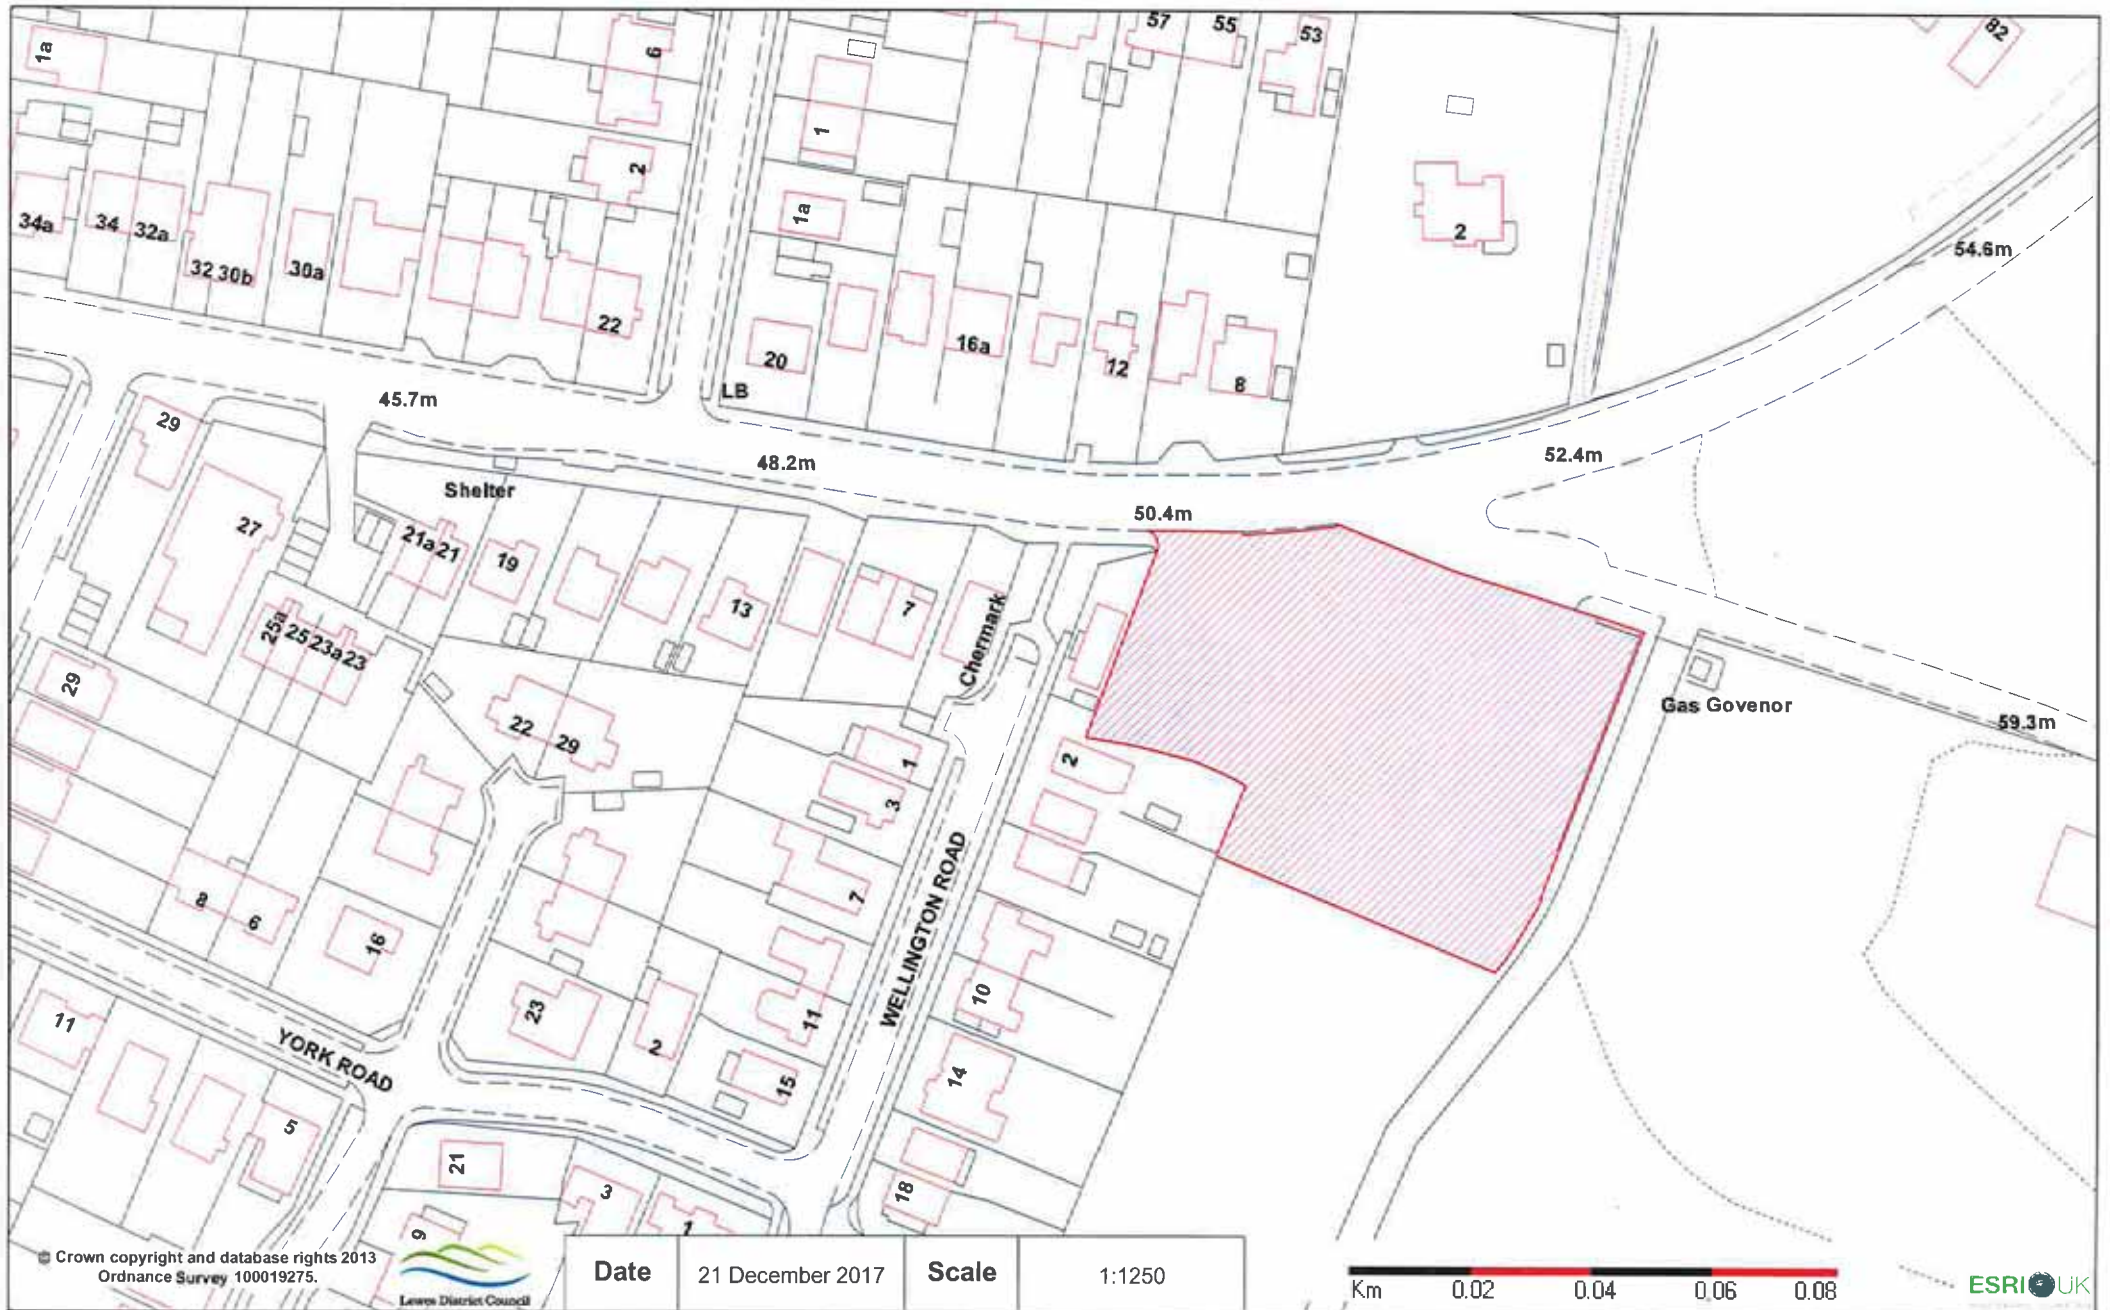 57
55
53
82
1a
6
1
2
34a
34
32a
32
30b
30a
22
1a
20
16a
12
8
2
54.6m
LB
45.7m
48.2m
50.4m
52.4m
59.3m
29
27
Shelter
21a
21
19
13
7
Chermark
25a
25
23a
23
29
22
29
1
3
2
Gas Govenor
8
6
16
7
WELLINGTON ROAD
10
11
YORK ROAD
23
2
11
15
14
5
21
3
1
18
9
© Crown copyright and database rights 2013
Ordnance Survey 100019275.
Lewes District Council
Date
21 December 2017
Scale
1:1250
Km
0.02
0.04
0.06
0.08
ESRI UK